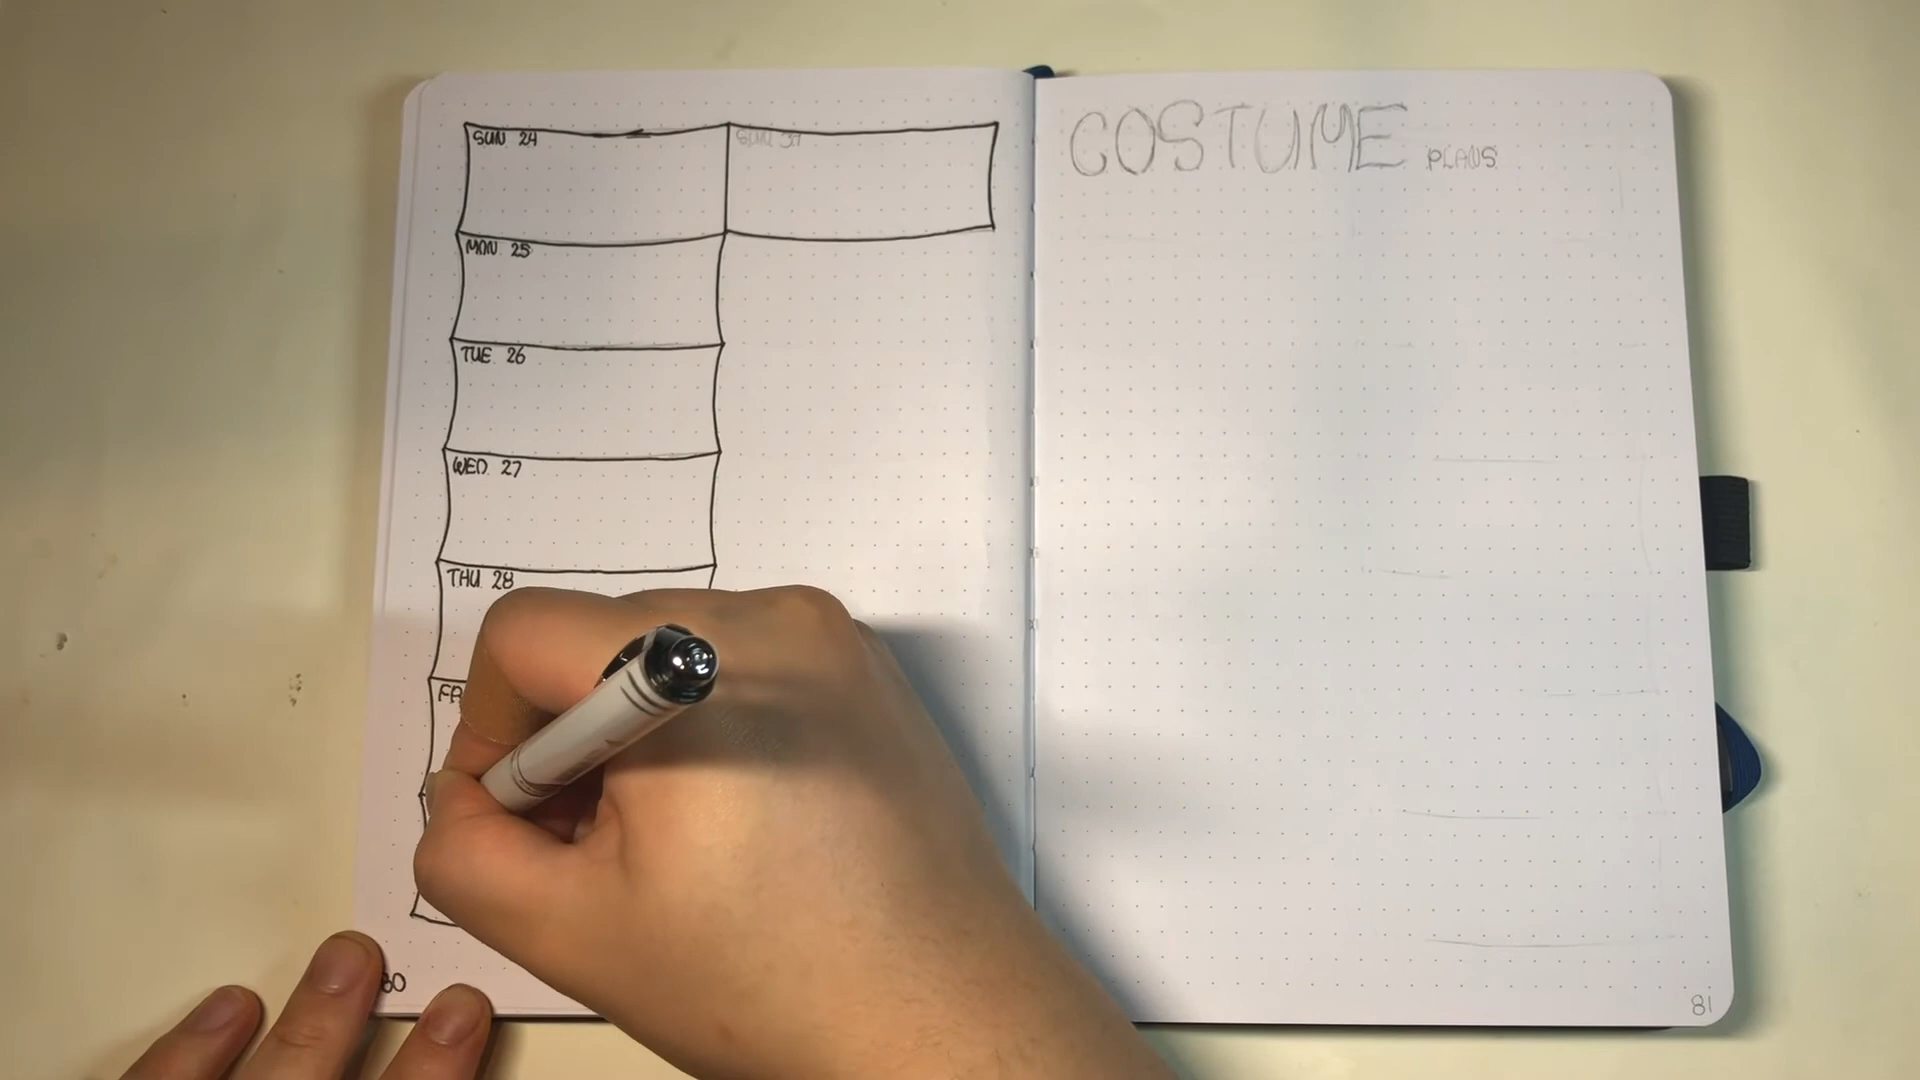 SUN. 24
SUN. 31
MON. 25
TUE. 26
WED. 27
THU. 28
80
COSTUME PLANS
81